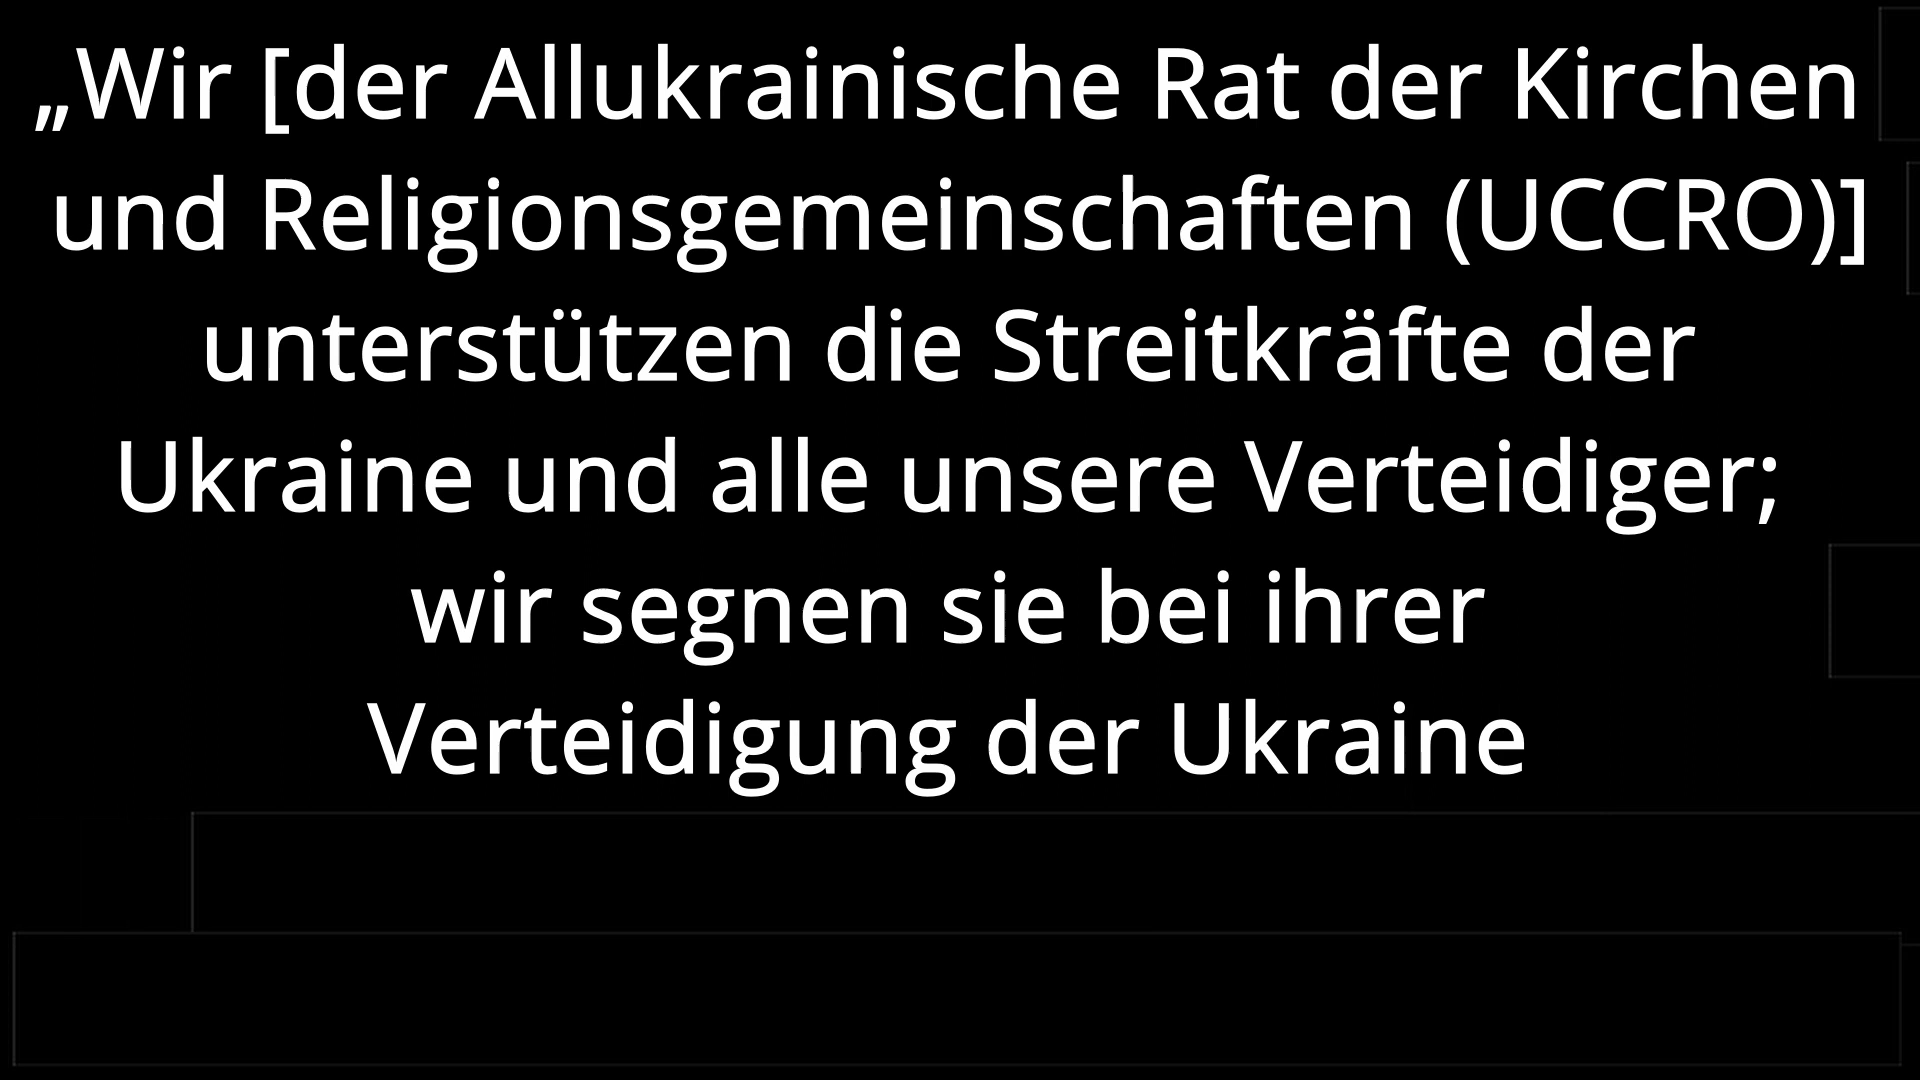 „Wir [der Allukrainische Rat der Kirchen
und Religionsgemeinschaften (UCCRO)]
unterstützen die Streitkräfte der
Ukraine und alle unsere Verteidiger;
wir segnen sie bei ihrer
Verteidigung der Ukraine